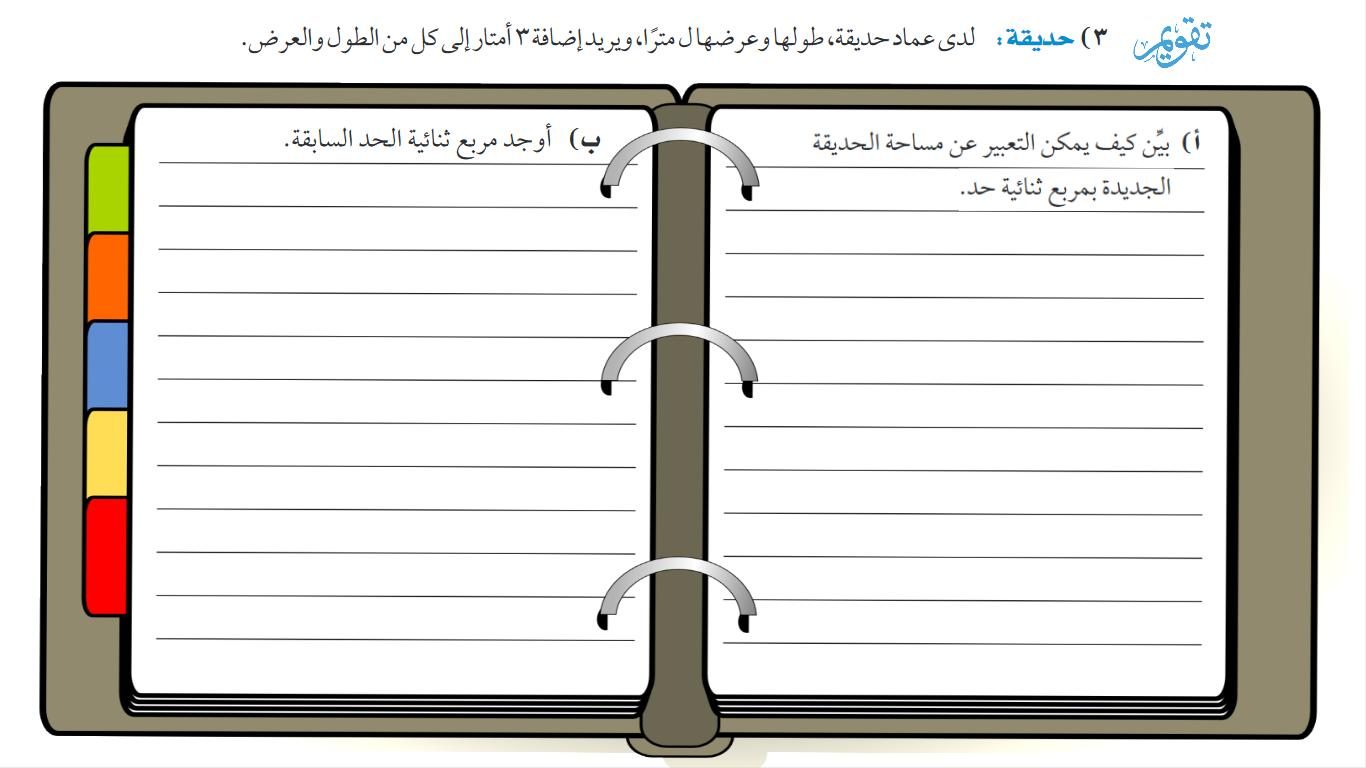 تقويم
٣) حديقة: لدى عماد حديقة، طولها وعرضها ل مترًا، ويريد إضافة ٣ أمتار إلى كل من الطول والعرض.
أ) بيِّن كيف يمكن التعبير عن مساحة الحديقة
الجديدة بمربع ثنائية حد.
ب) أوجد مربع ثنائية الحد السابقة.